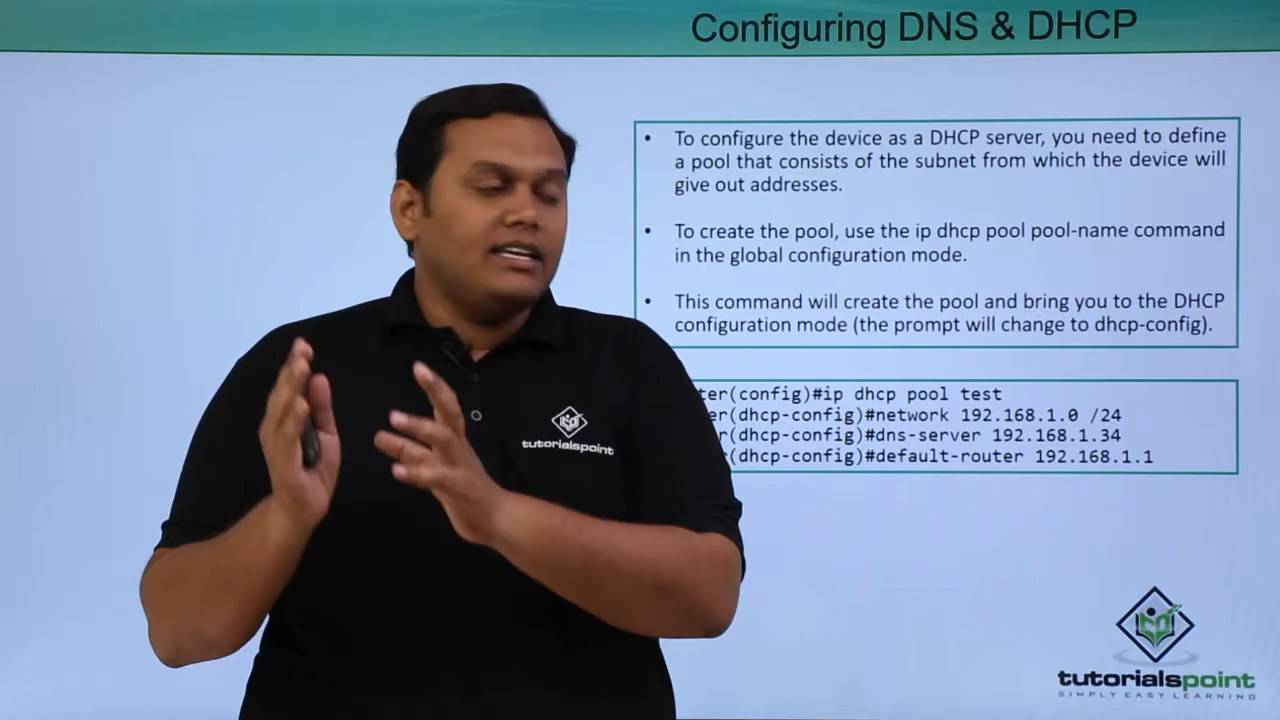 Configuring DNS & DHCP
• To configure the device as a DHCP server, you need to define
a pool that consists of the subnet from which the device will
give out addresses.
• To create the pool, use the ip dhcp pool pool-name command
in the global configuration mode.
• This command will create the pool and bring you to the DHCP
configuration mode (the prompt will change to dhcp-config).
ter(config)#ip dhcp pool test
er(dhcp-config)#network 192.168.1.0 /24
r(dhcp-config)#dns-server 192.168.1.34
(dhcp-config)#default-router 192.168.1.1
tutorialspoint
tutorialspoint
SIMPLY EASY LEARNING